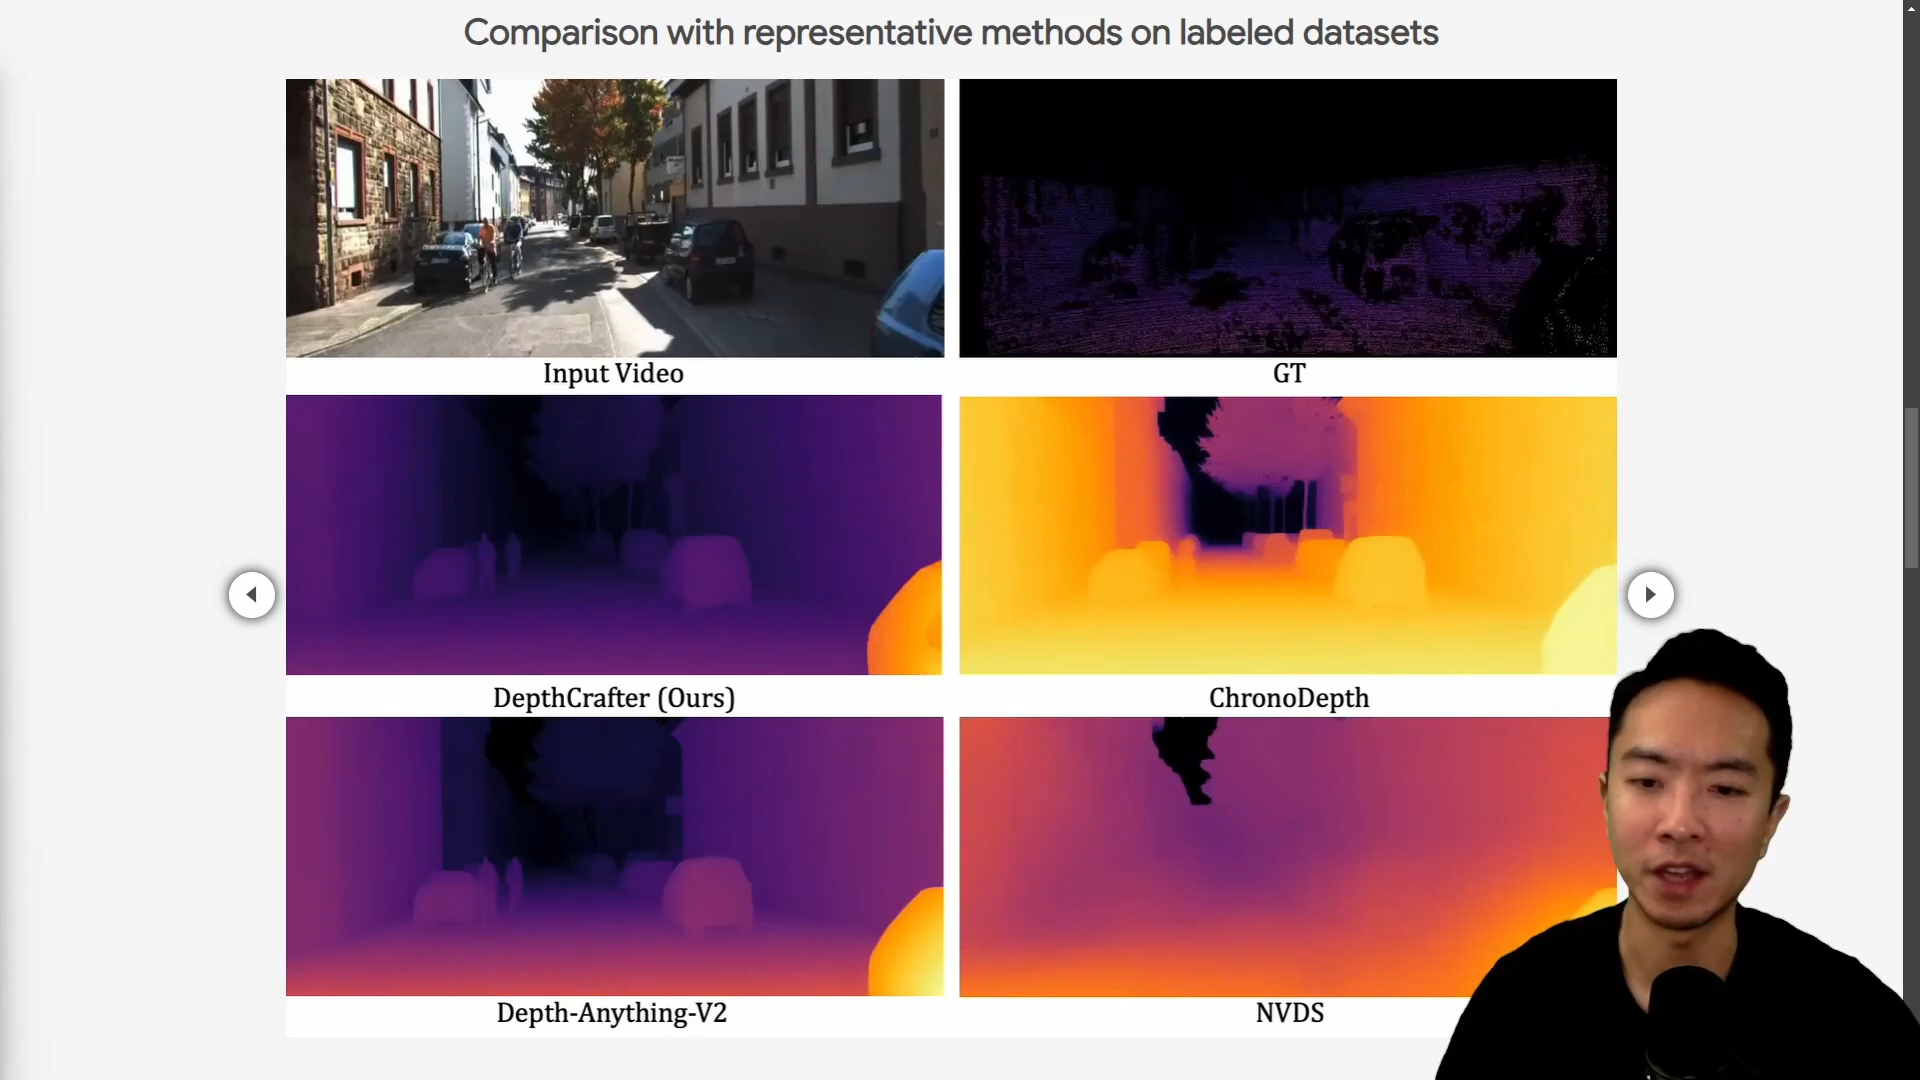 Comparison with representative methods on labeled datasets
Input Video
GT
DepthCrafter (Ours)
ChronoDepth
Depth-Anything-V2
NVDS